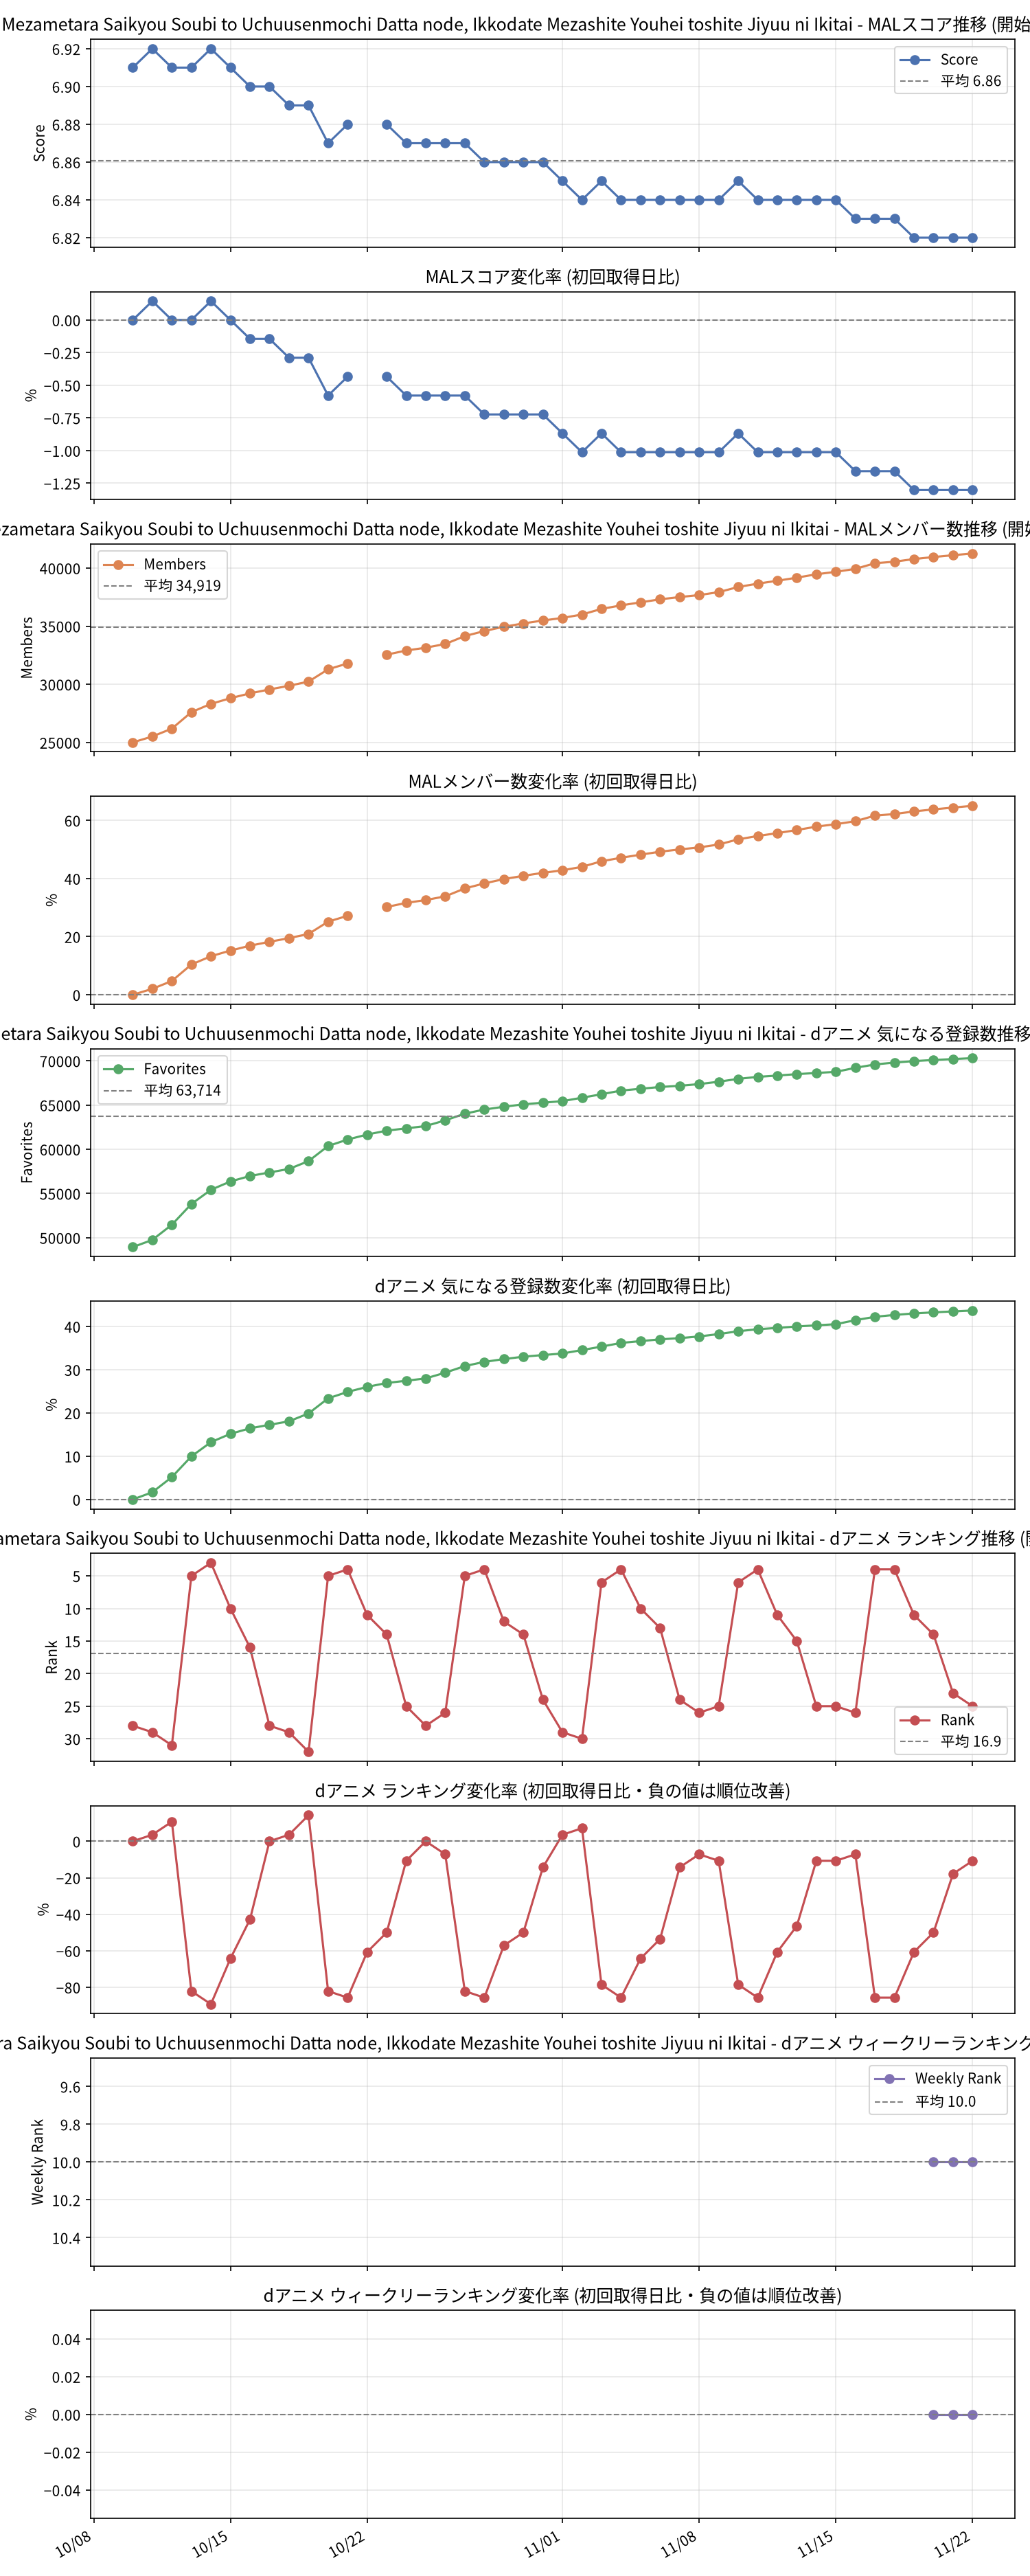 Mezametara Saikyou Soubi to Uchuusenmochi Datta node, Ikkodate Mezashite Youhei toshite Jiyuu ni Ikitai - MALスコア推移 (開始
6.92
6.90
6.88
6.86
6.84
6.82
Score
Score
平均 6.86
MALスコア変化率 (初回取得日比)
0.00
−0.25
−0.50
−0.75
−1.00
−1.25
%
zametara Saikyou Soubi to Uchuusenmochi Datta node, Ikkodate Mezashite Youhei toshite Jiyuu ni Ikitai - MALメンバー数推移 (開始
40000
35000
30000
25000
Members
Members
平均 34,919
MALメンバー数変化率 (初回取得日比)
60
40
20
0
%
etara Saikyou Soubi to Uchuusenmochi Datta node, Ikkodate Mezashite Youhei toshite Jiyuu ni Ikitai - dアニメ 気になる登録数推移
70000
65000
60000
55000
50000
Favorites
Favorites
平均 63,714
dアニメ 気になる登録数変化率 (初回取得日比)
40
30
20
10
0
%
ametara Saikyou Soubi to Uchuusenmochi Datta node, Ikkodate Mezashite Youhei toshite Jiyuu ni Ikitai - dアニメ ランキング推移 (開
5
10
15
20
25
30
Rank
Rank
平均 16.9
dアニメ ランキング変化率 (初回取得日比・負の値は順位改善)
0
−20
−40
−60
−80
%
ra Saikyou Soubi to Uchuusenmochi Datta node, Ikkodate Mezashite Youhei toshite Jiyuu ni Ikitai - dアニメ ウィークリーランキング
9.6
9.8
10.0
10.2
10.4
Weekly Rank
Weekly Rank
平均 10.0
dアニメ ウィークリーランキング変化率 (初回取得日比・負の値は順位改善)
0.04
0.02
0.00
−0.02
−0.04
%
10/08
10/15
10/22
11/01
11/08
11/15
11/22